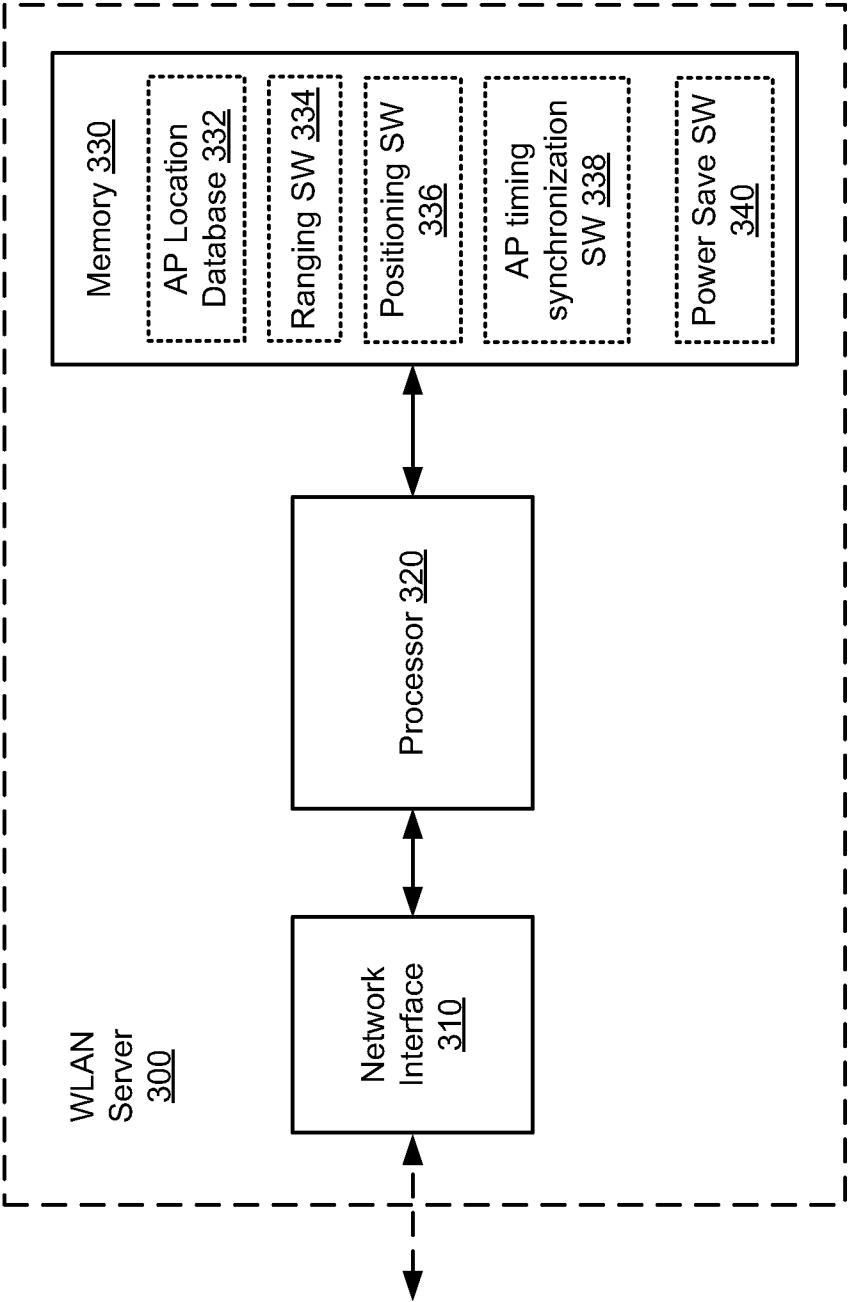 WLAN
Server
300
Network
Interface
310
Processor 320
Memory 330
AP Location
Database 332
Ranging SW 334
Positioning SW
336
AP timing
synchronization
SW 338
Power Save SW
340